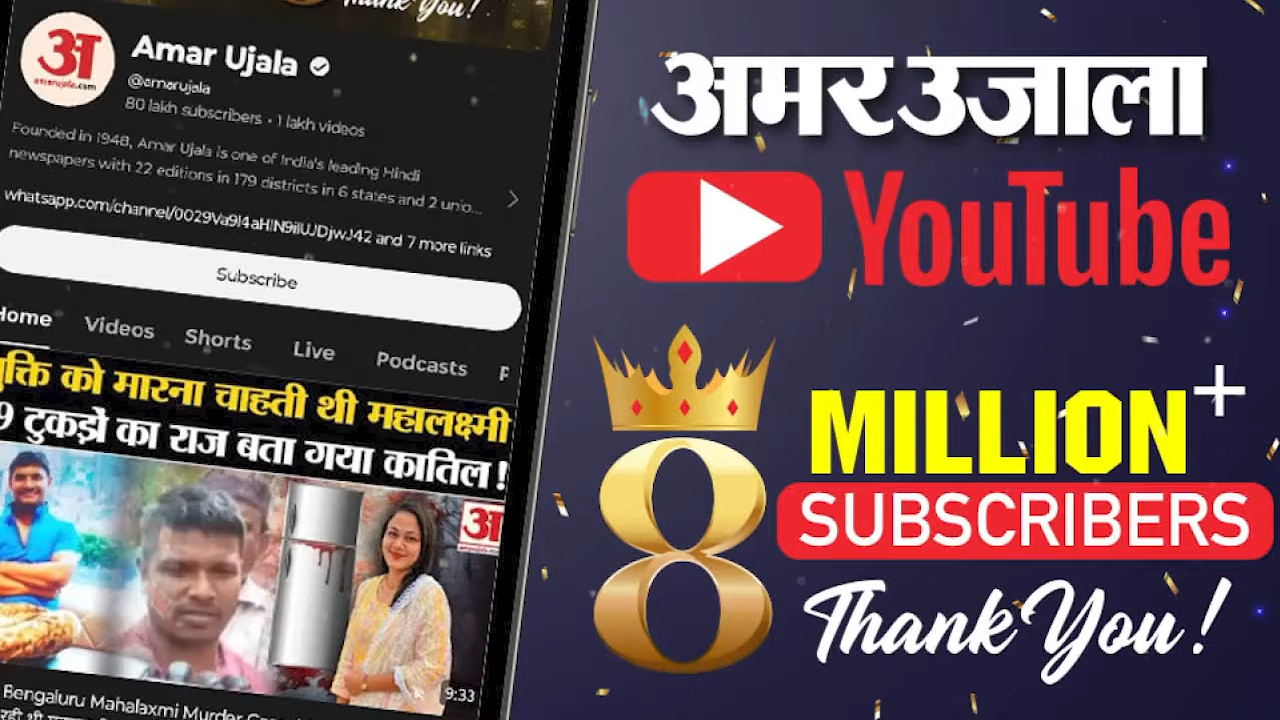 Thank You!
अ
amarujala.com
Amar Ujala
@amarujala
80 lakh subscribers • 1 lakh videos
Founded in 1948, Amar Ujala is one of India's leading Hindi
newspapers with 22 editions in 179 districts in 6 states and 2 unio...
and 7 more links
Subscribe
Home Videos Shorts Live Podcasts P
को मारना चाहती थी महालक्ष्मी
9 टुकड़ों का राज बता गया कातिल!
अ
9:33
Bengaluru Mahalaxmi Murder
अमर उजाला
YouTube
8
MILLION+
SUBSCRIBERS
Thank You!